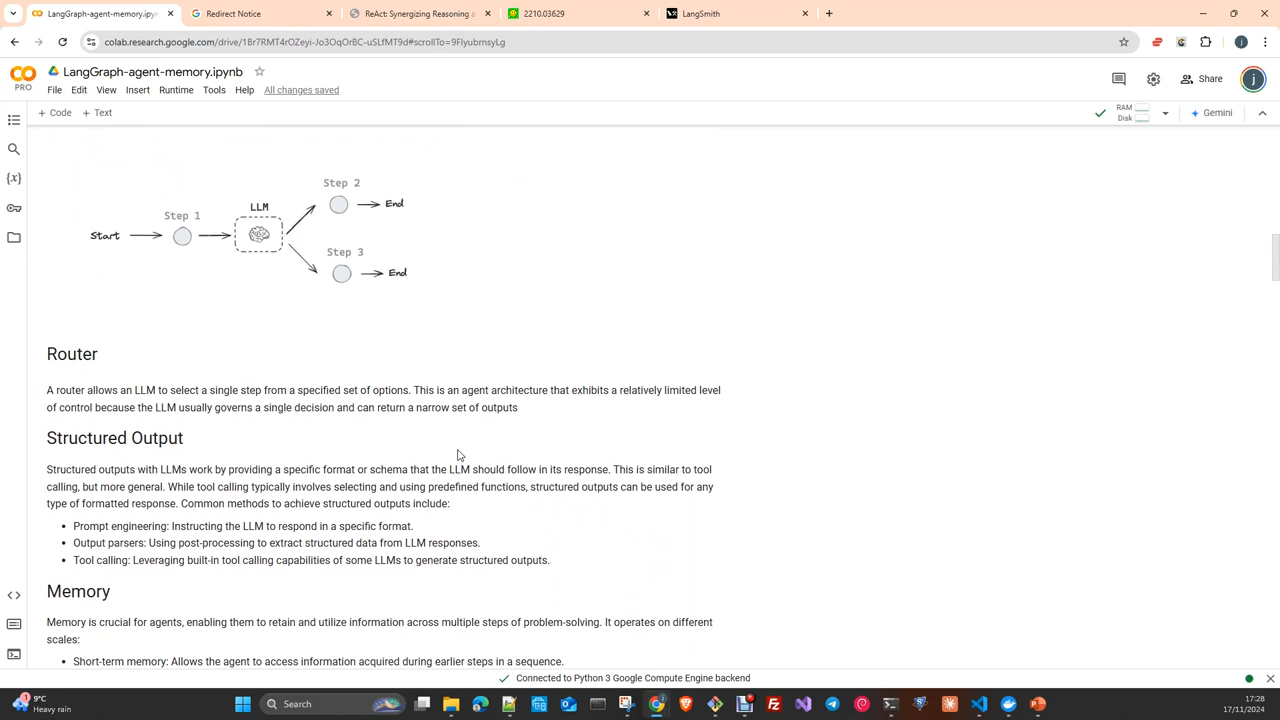 LangGraph-agent-memory.ipyn
Redirect Notice
ReAct: Synergizing Reasoning a
2210.03629
LangSmith
colab.research.google.com/drive/1Br7RMT4rOZeyi-Jo3OqOrBC-uSLfMT9d#scrollTo=9FlyubrnsyLg
PRO
LangGraph-agent-memory.ipynb
File Edit View Insert Runtime Tools Help All changes saved
Share
j
+ Code + Text
RAM
Disk
Gemini
Step 2
LLM
End
Step 1
Start
Step 3
End
Router
A router allows an LLM to select a single step from a specified set of options. This is an agent architecture that exhibits a relatively limited level
of control because the LLM usually governs a single decision and can return a narrow set of outputs
Structured Output
Structured outputs with LLMs work by providing a specific format or schema that the LLM should follow in its response. This is similar to tool
calling, but more general. While tool calling typically involves selecting and using predefined functions, structured outputs can be used for any
type of formatted response. Common methods to achieve structured outputs include:
• Prompt engineering: Instructing the LLM to respond in a specific format.
• Output parsers: Using post-processing to extract structured data from LLM responses.
• Tool calling: Leveraging built-in tool calling capabilities of some LLMs to generate structured outputs.
Memory
Memory is crucial for agents, enabling them to retain and utilize information across multiple steps of problem-solving. It operates on different
scales:
• Short-term memory: Allows the agent to access information acquired during earlier steps in a sequence.
Connected to Python 3 Google Compute Engine backend
9°C
Heavy rain
Search
17:28
17/11/2024